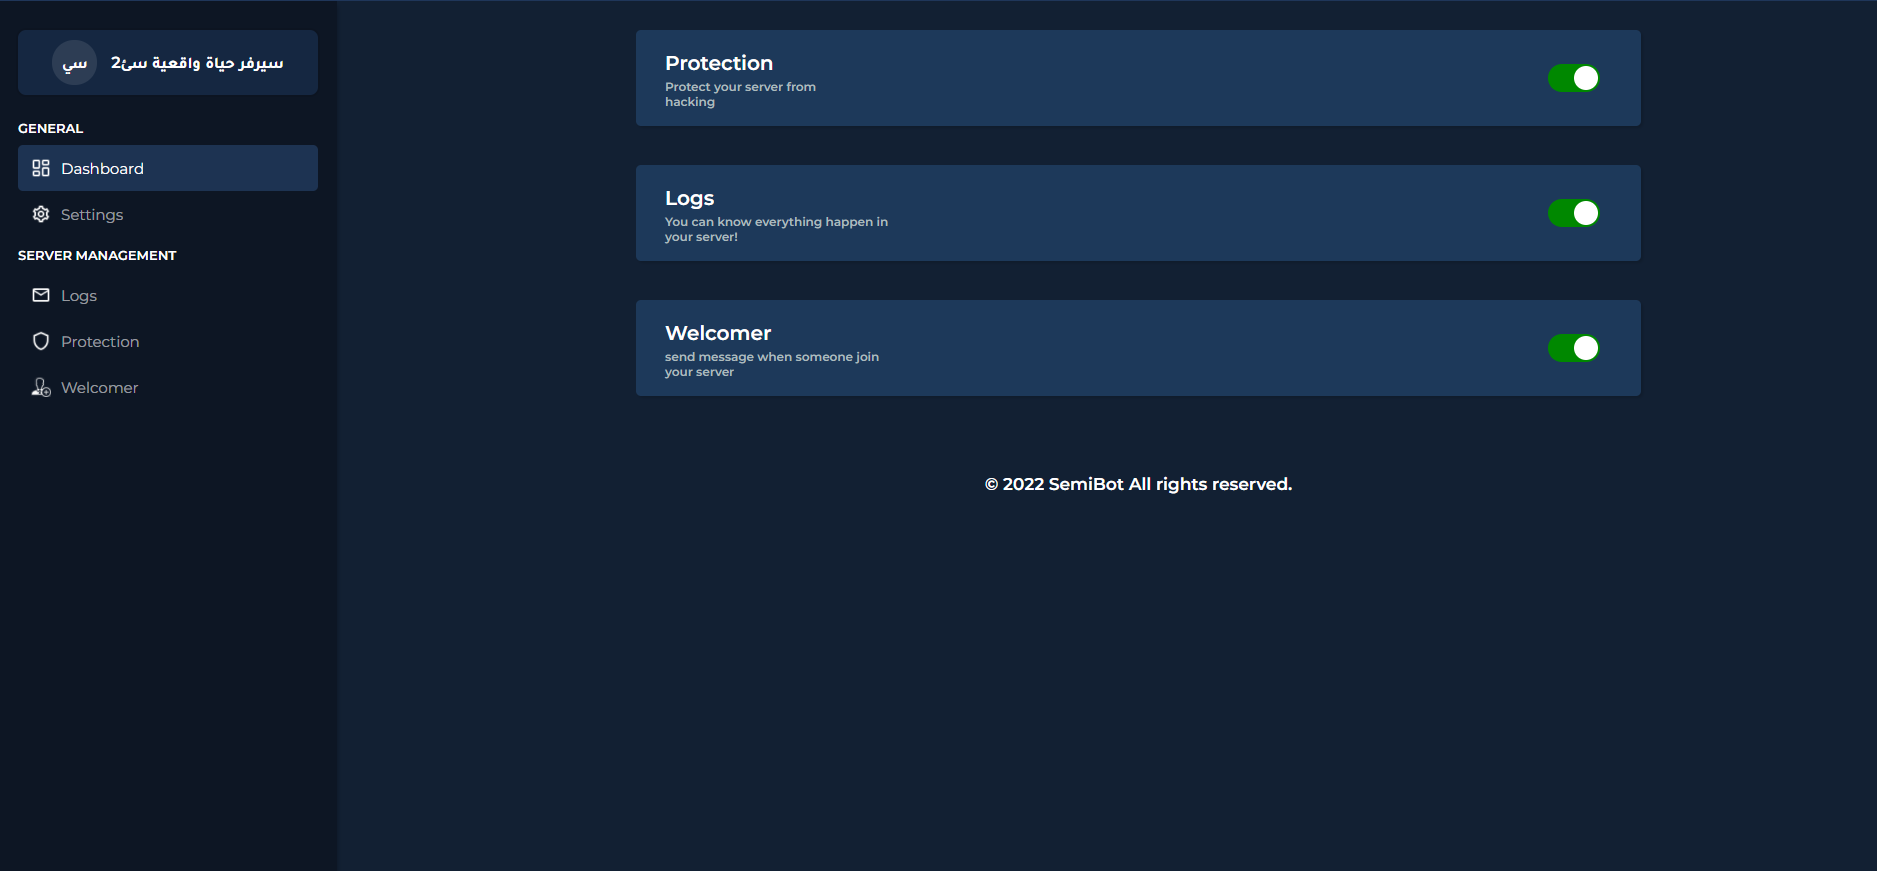 سي
سيرفر حياة واقعية سئ2
GENERAL
Dashboard
Settings
SERVER MANAGEMENT
Logs
Protection
Welcomer
Protection
Protect your server from
hacking
Logs
You can know everything happen in
your server!
Welcomer
send message when someone join
your server
© 2022 SemiBot All rights reserved.